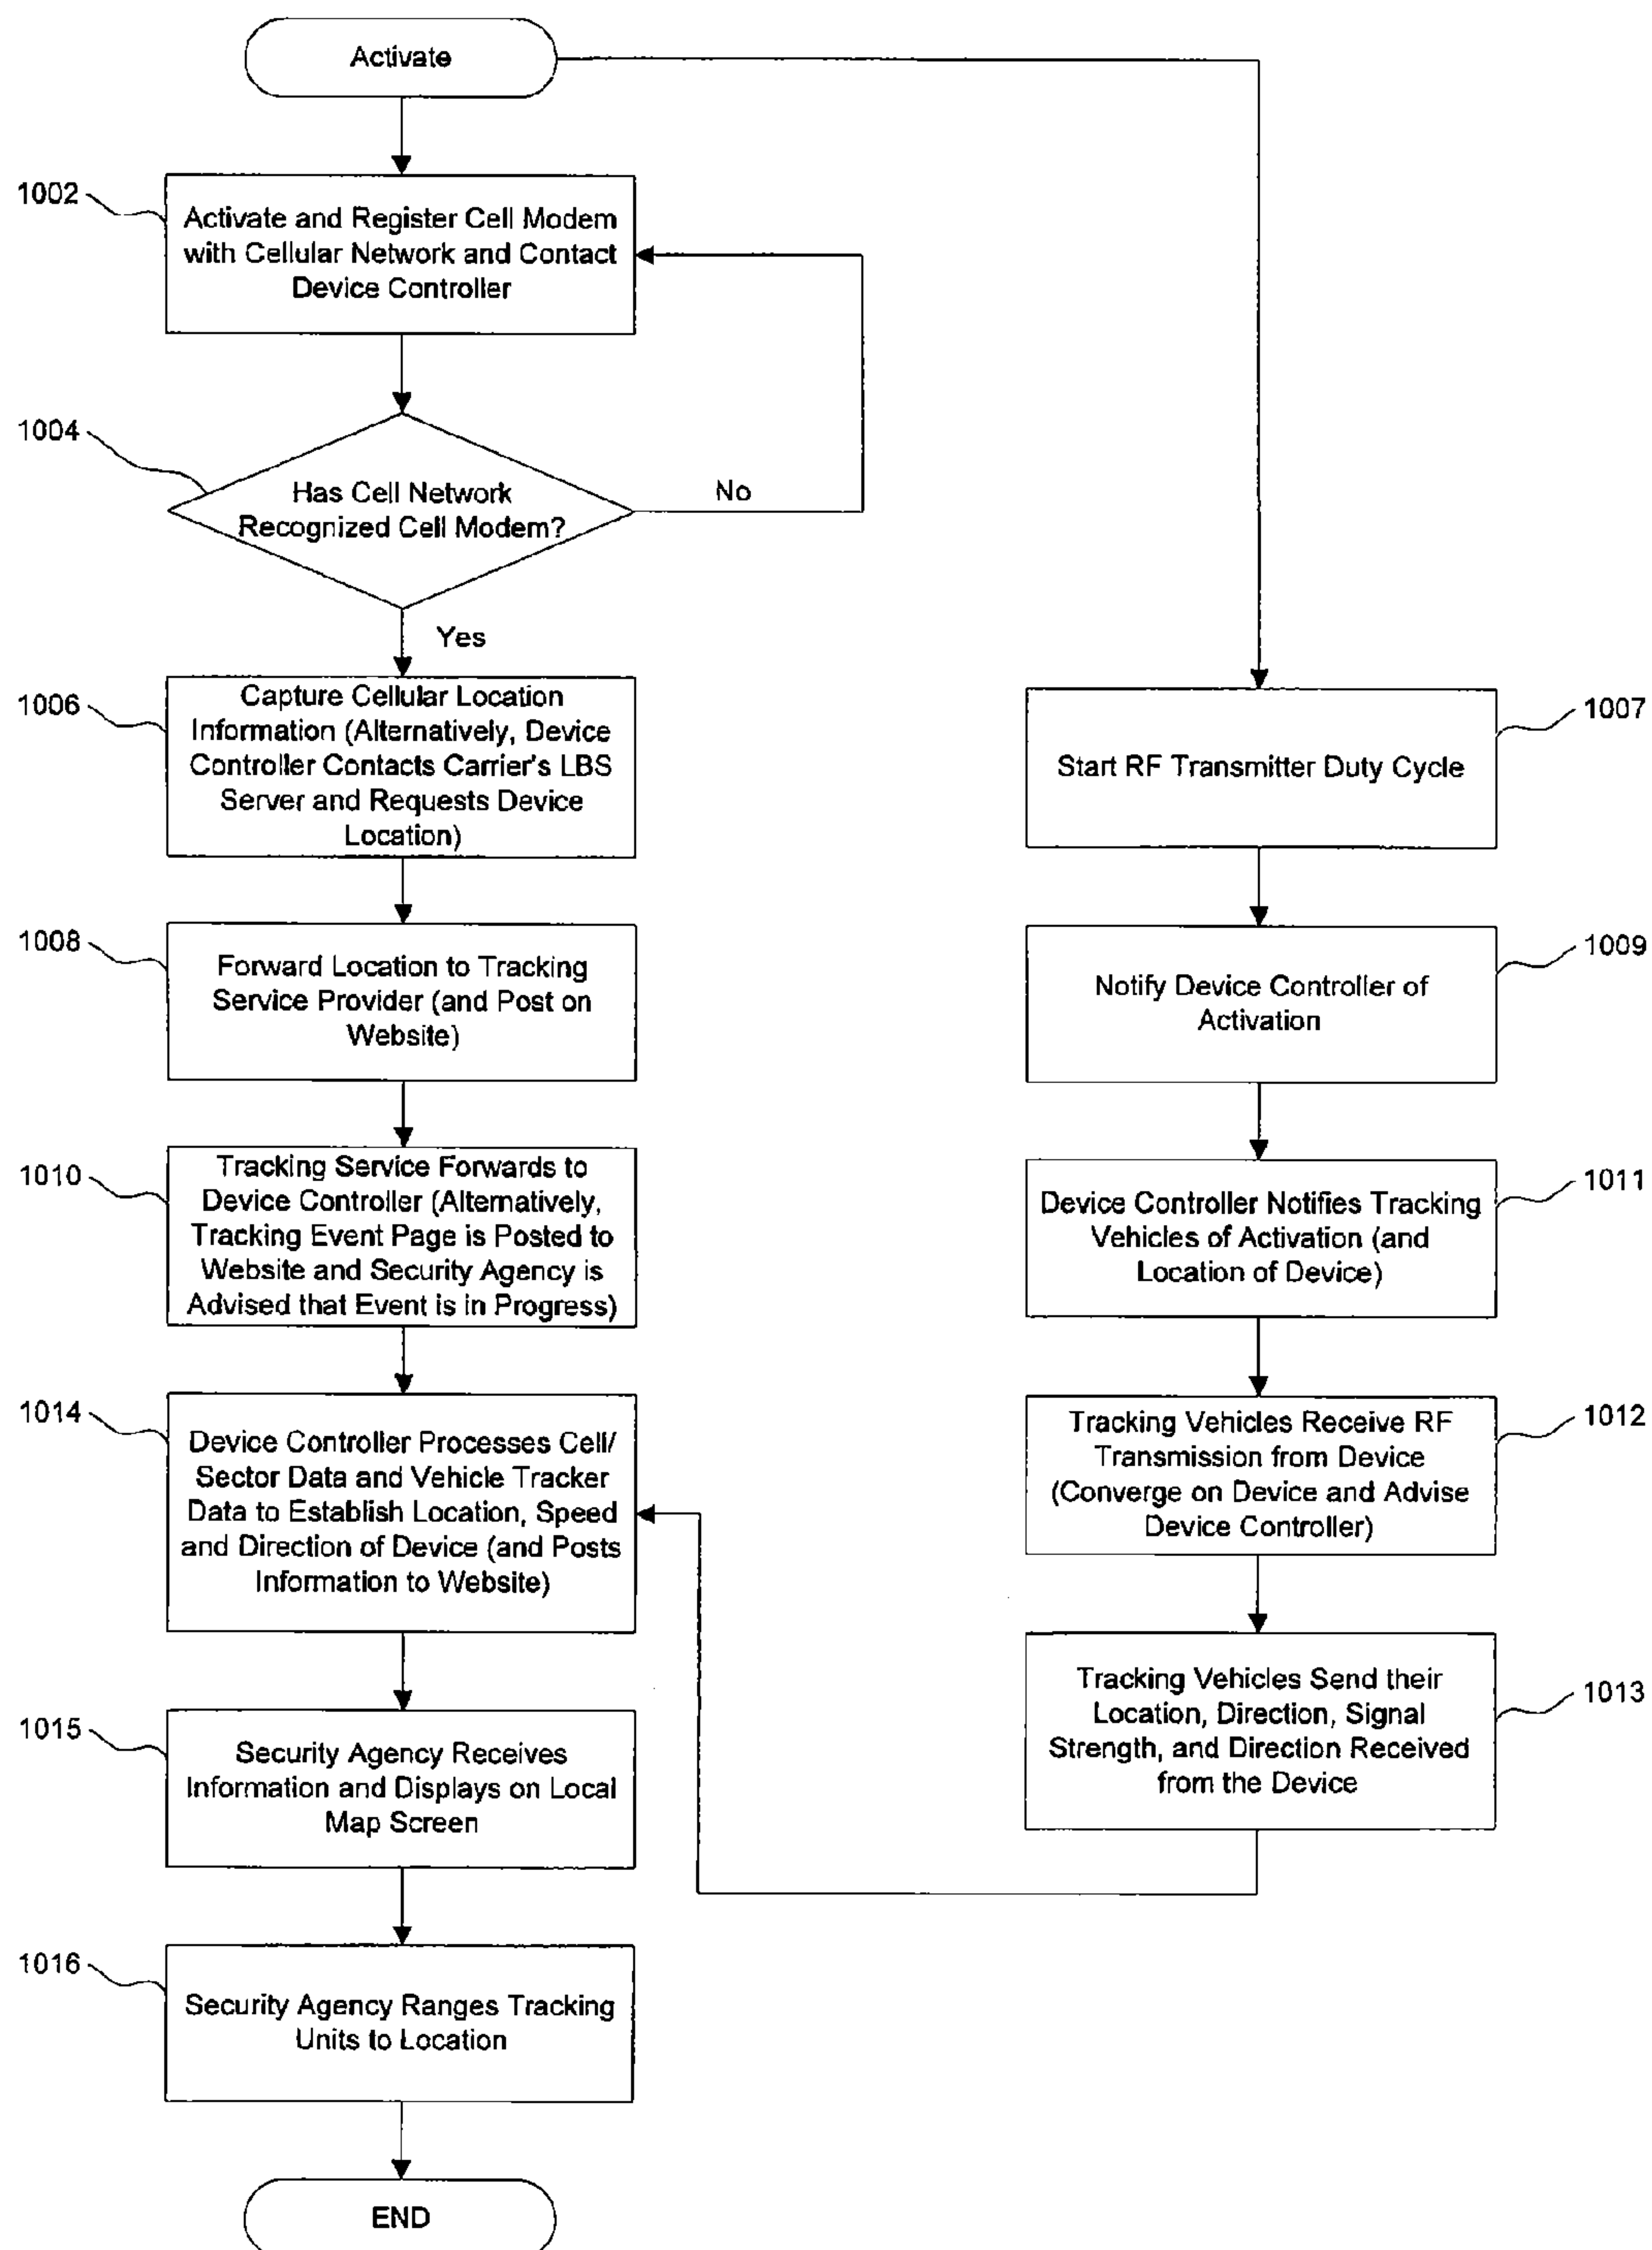 Activate
1002
Activate and Register Cell Modem
with Cellular Network and Contact
Device Controller
1004
Has Cell Network
Recognized Cell Modem?
No
Yes
1006
Capture Cellular Location
Information (Alternatively, Device
Controller Contacts Carrier's LBS
Server and Requests Device
Location)
1008
Forward Location to Tracking
Service Provider (and Post on
Website)
1010
Tracking Service Forwards to
Device Controller (Alternatively,
Tracking Event Page is Posted to
Website and Security Agency is
Advised that Event is in Progress)
1014
Device Controller Processes Cell/
Sector Data and Vehicle Tracker
Data to Establish Location, Speed
and Direction of Device (and Posts
Information to Website)
1015
Security Agency Receives
Information and Displays on Local
Map Screen
1016
Security Agency Ranges Tracking
Units to Location
END
1007
Start RF Transmitter Duty Cycle
1009
Notify Device Controller of
Activation
1011
Device Controller Notifies Tracking
Vehicles of Activation (and
Location of Device)
1012
Tracking Vehicles Receive RF
Transmission from Device
(Converge on Device and Advise
Device Controller)
1013
Tracking Vehicles Send their
Location, Direction, Signal
Strength, and Direction Received
from the Device